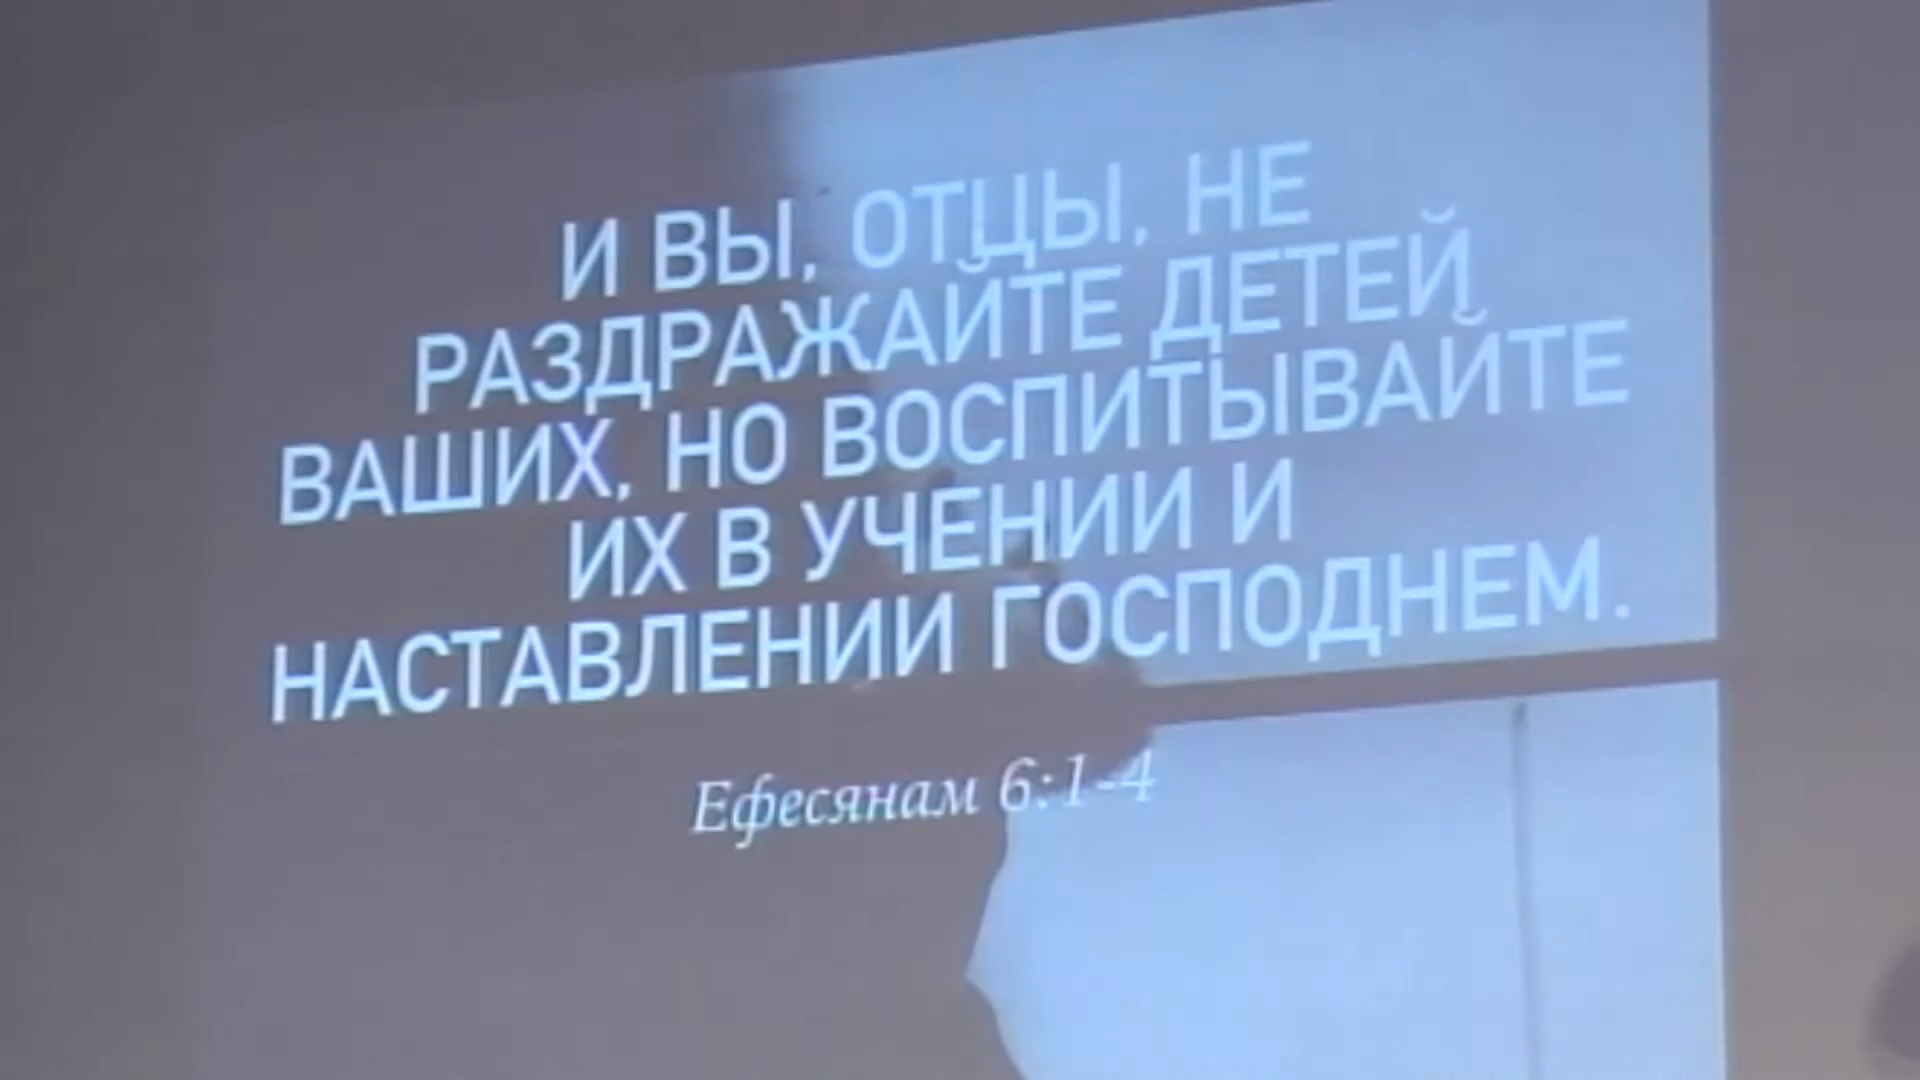 И ВЫ, ОТЦЫ, НЕ
РАЗДРАЖАЙТЕ ДЕТЕЙ
ВАШИХ, НО ВОСПИТЫВАЙТЕ
ИХ В УЧЕНИИ И
НАСТАВЛЕНИИ ГОСПОДНЕМ.
Ефесянам 6:1-4